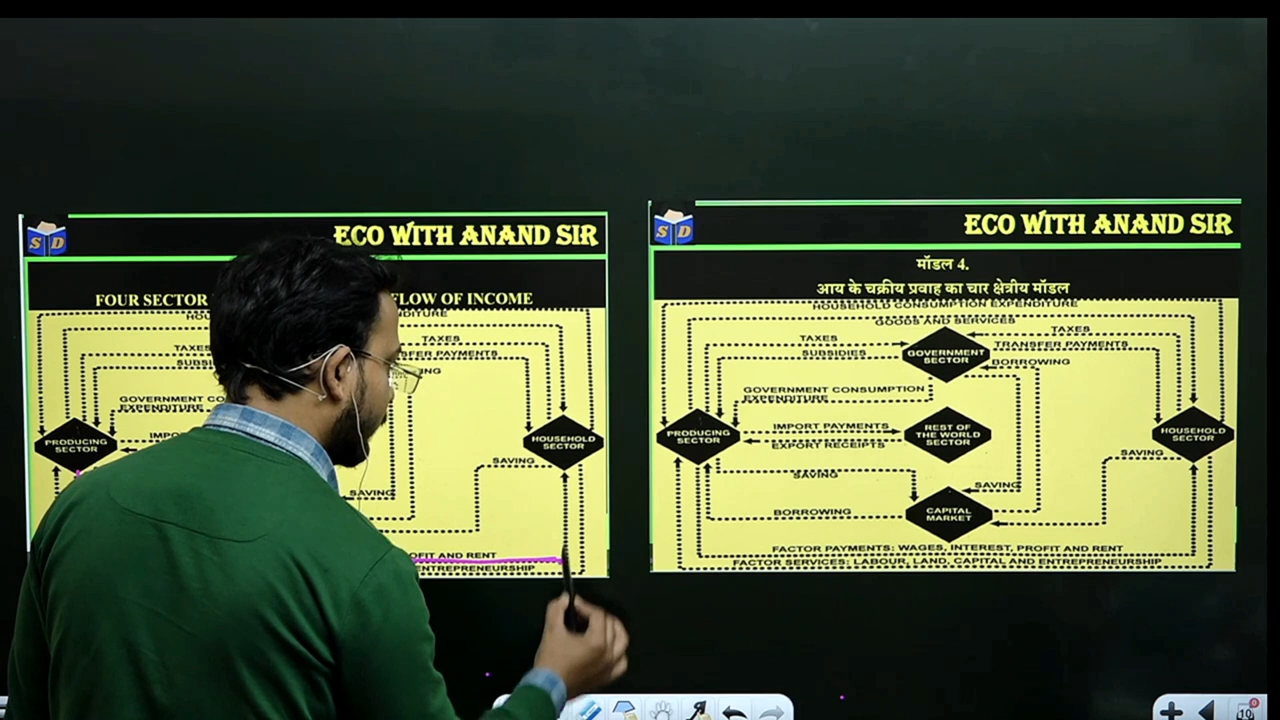 S D
ECO WITH ANAND SIR
FOUR SECTOR
FLOW OF INCOME
TAXES
TAXES
GOVERNMENT
EXPENDITURE
PRODUCING
SECTOR
HOUSEHOLD
SECTOR
SAVING
SAVING
PROFIT AND RENT
ENTREPRENEURSHIP
S D
ECO WITH ANAND SIR
मॉडल 4.
आय के चक्रीय प्रवाह का चार क्षेत्रीय मॉडल
HOUSEHOLD CONSUMPTION EXPENDITURE
GOODS AND SERVICES
TAXES
TAXES
SUBSIDIES
GOVERNMENT
SECTOR
TRANSFER PAYMENTS
BORROWING
GOVERNMENT CONSUMPTION
EXPENDITURE
PRODUCING
SECTOR
IMPORT PAYMENTS
EXPORT RECEIPTS
REST OF
THE WORLD
SECTOR
HOUSEHOLD
SECTOR
SAVING
SAVING
SAVING
BORROWING
CAPITAL
MARKET
FACTOR PAYMENTS: WAGES, INTEREST, PROFIT AND RENT
FACTOR SERVICES: LABOUR, LAND, CAPITAL AND ENTREPRENEURSHIP